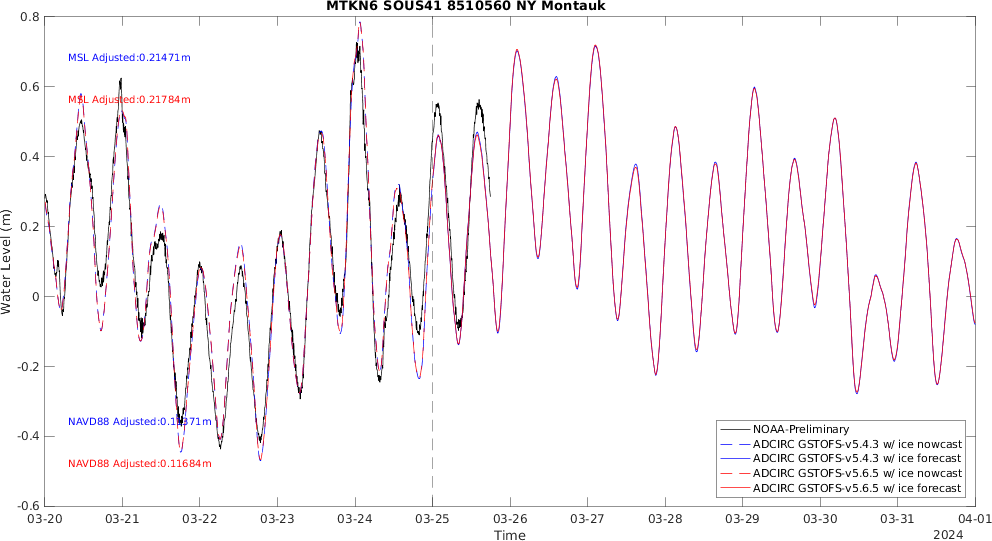 MTKN6 SOUS41 8510560 NY Montauk
0.8
0.6
0.4
0.2
0
-0.2
-0.4
-0.6
Water Level (m)
MSL Adjusted:0.21471m
MSL Adjusted:0.21784m
NAVD88 Adjusted:0.11371m
NAVD88 Adjusted:0.11684m
NOAA-Preliminary
ADCIRC GSTOFS-v5.4.3 w/ ice nowcast
ADCIRC GSTOFS-v5.4.3 w/ ice forecast
ADCIRC GSTOFS-v5.6.5 w/ ice nowcast
ADCIRC GSTOFS-v5.6.5 w/ ice forecast
03-20 03-21 03-22 03-23 03-24 03-25 03-26 03-27 03-28 03-29 03-30 03-31 04-01
Time
2024